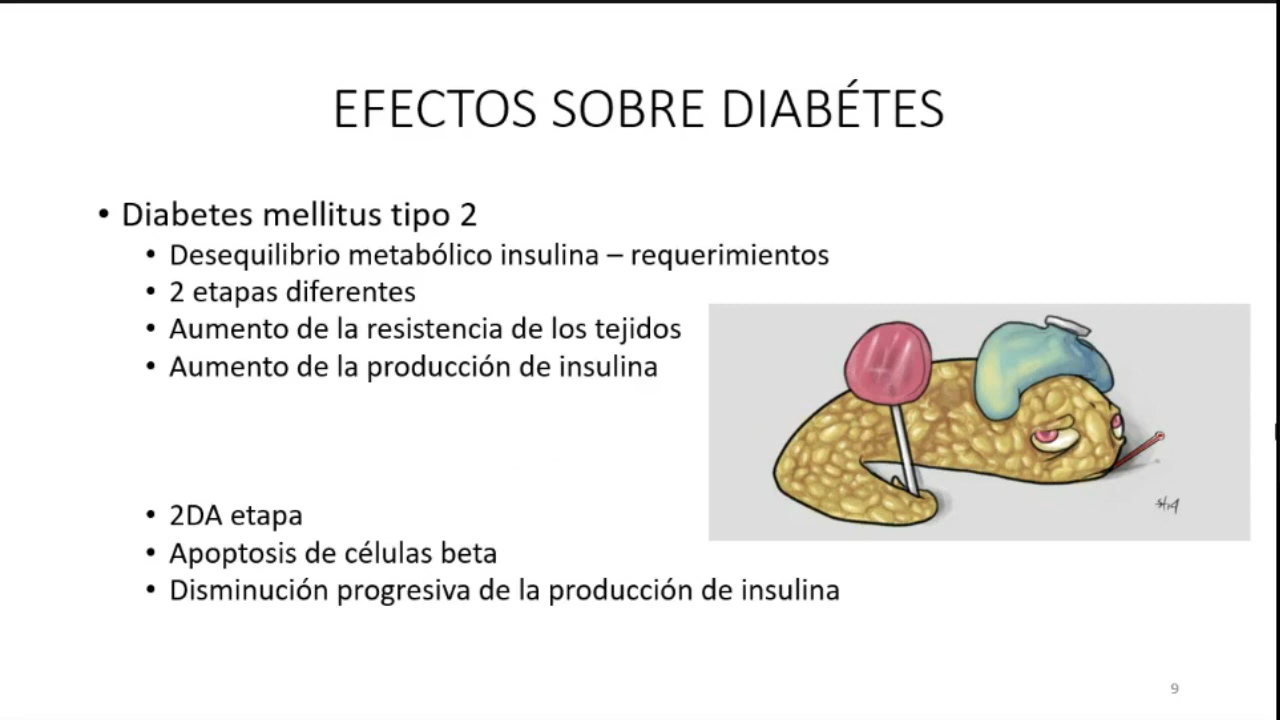 EFECTOS SOBRE DIABÉTES
• Diabetes mellitus tipo 2
• Desequilibrio metabólico insulina – requerimientos
• 2 etapas diferentes
• Aumento de la resistencia de los tejidos
• Aumento de la producción de insulina
• 2DA etapa
• Apoptosis de células beta
• Disminución progresiva de la producción de insulina
9